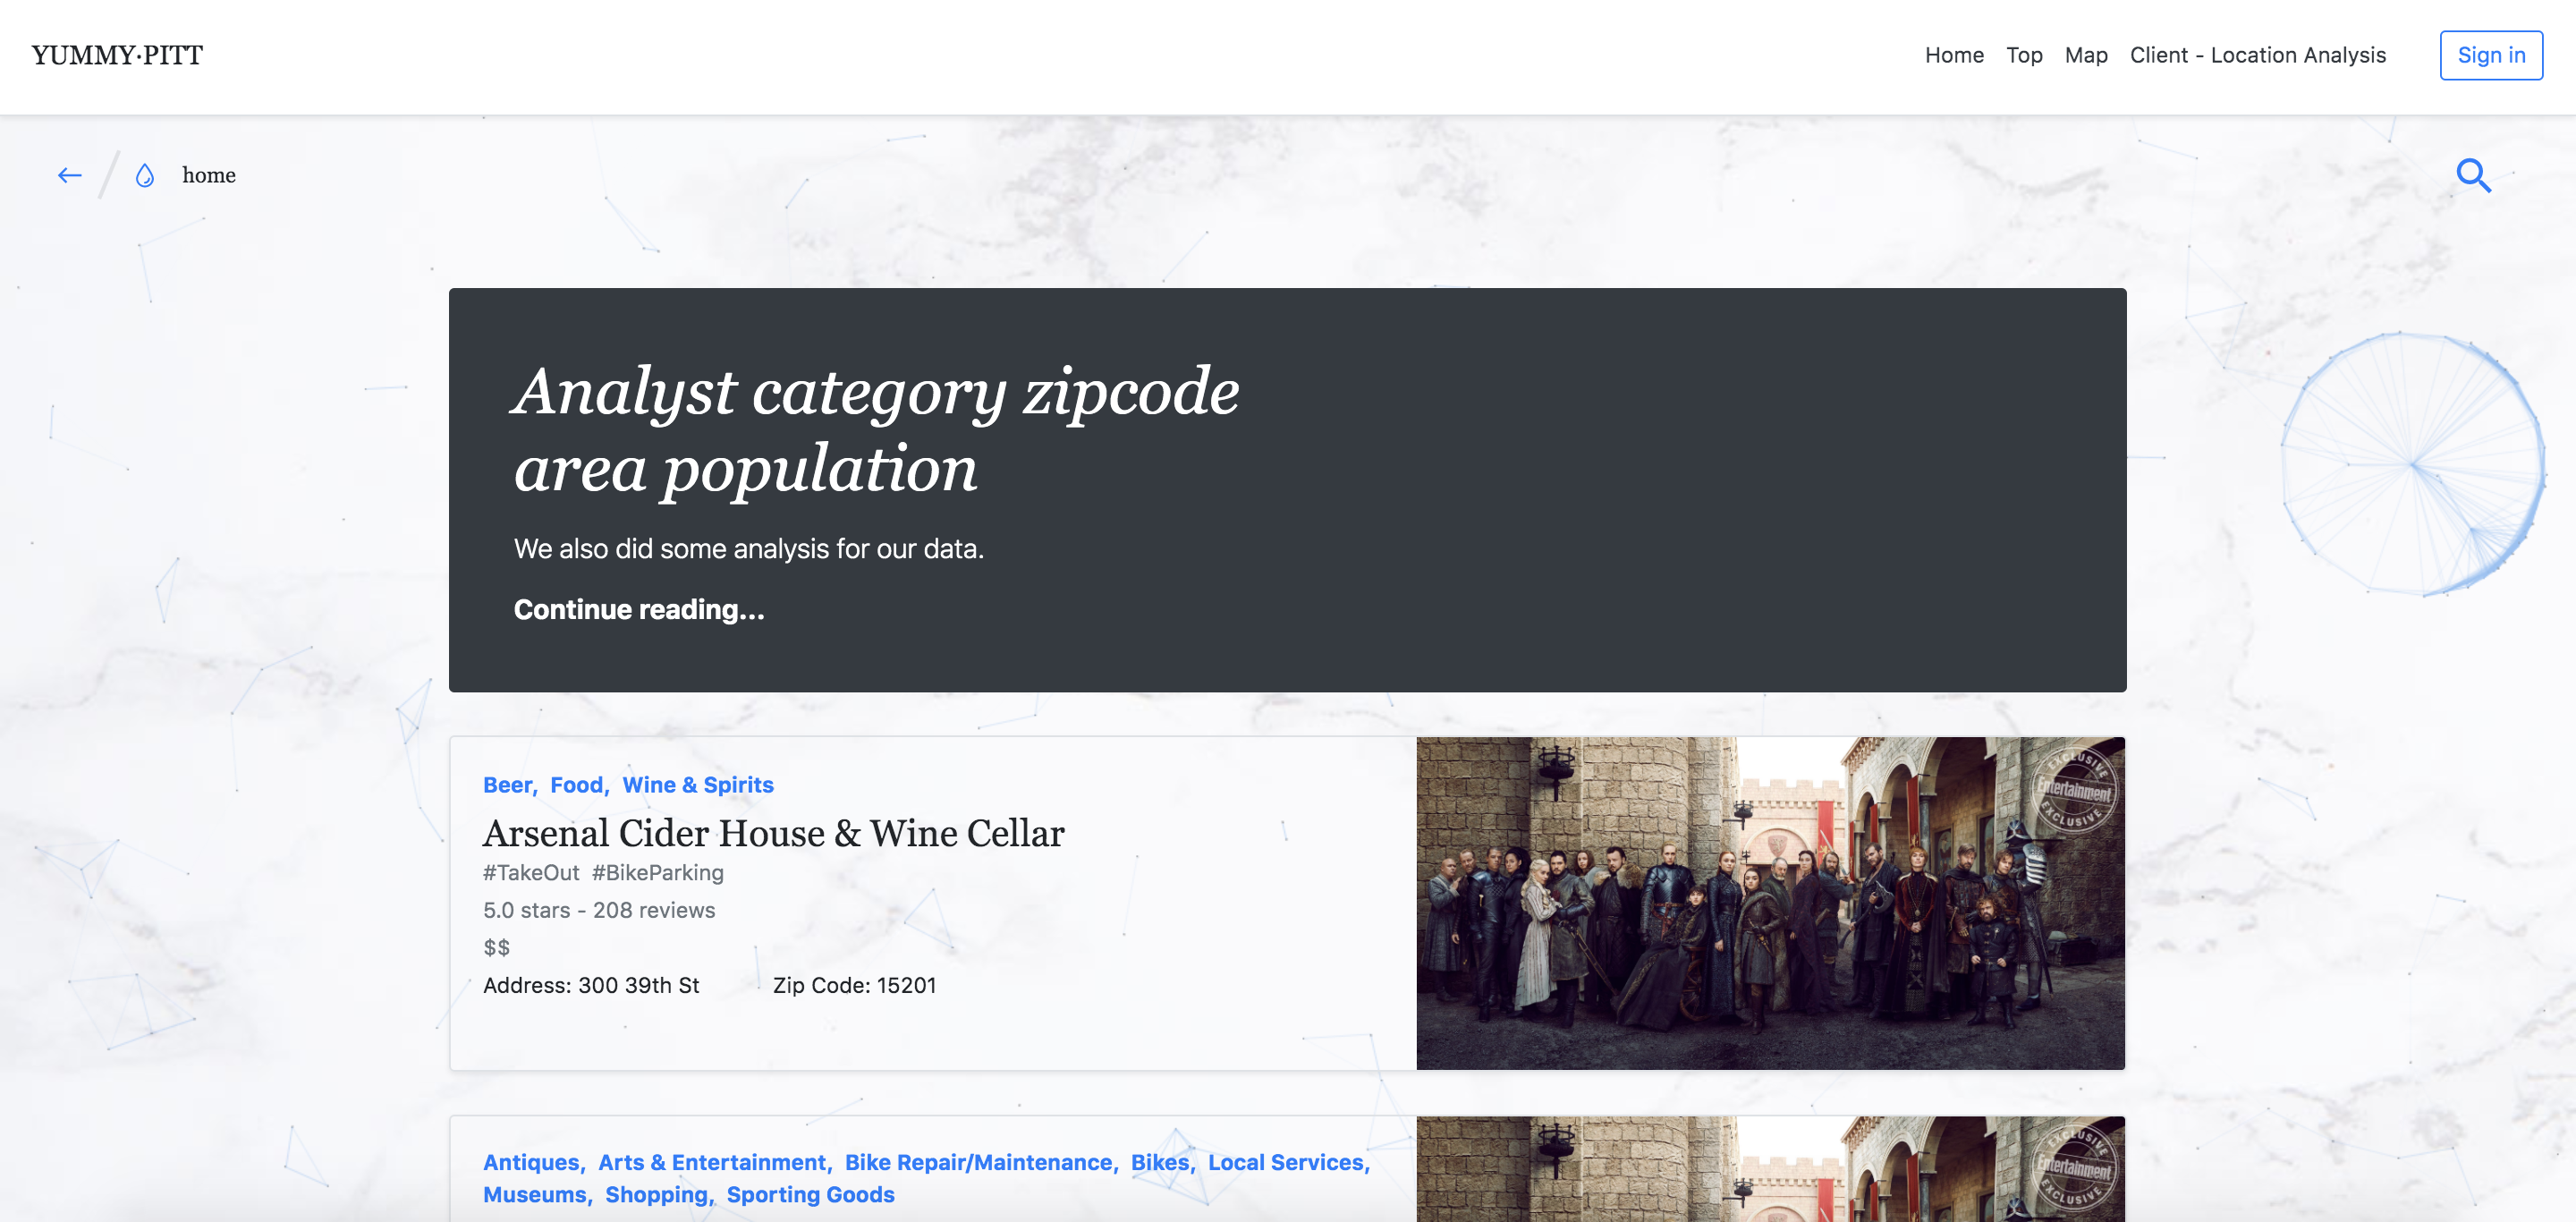 YUMMY·PITT
Home Top Map Client - Location Analysis Sign in
home
Analyst category zipcode
area population
We also did some analysis for our data.
Continue reading...
Beer, Food, Wine & Spirits
Arsenal Cider House & Wine Cellar
#TakeOut #BikeParking
5.0 stars - 208 reviews
$$
Address: 300 39th St Zip Code: 15201
EXCLUSIVE
Entertainment
EXCLUSIVE
Antiques, Arts & Entertainment, Bike Repair/Maintenance, Bikes, Local Services,
Museums, Shopping, Sporting Goods
EXCLUSIVE
Entertainment
EXCLUSIVE